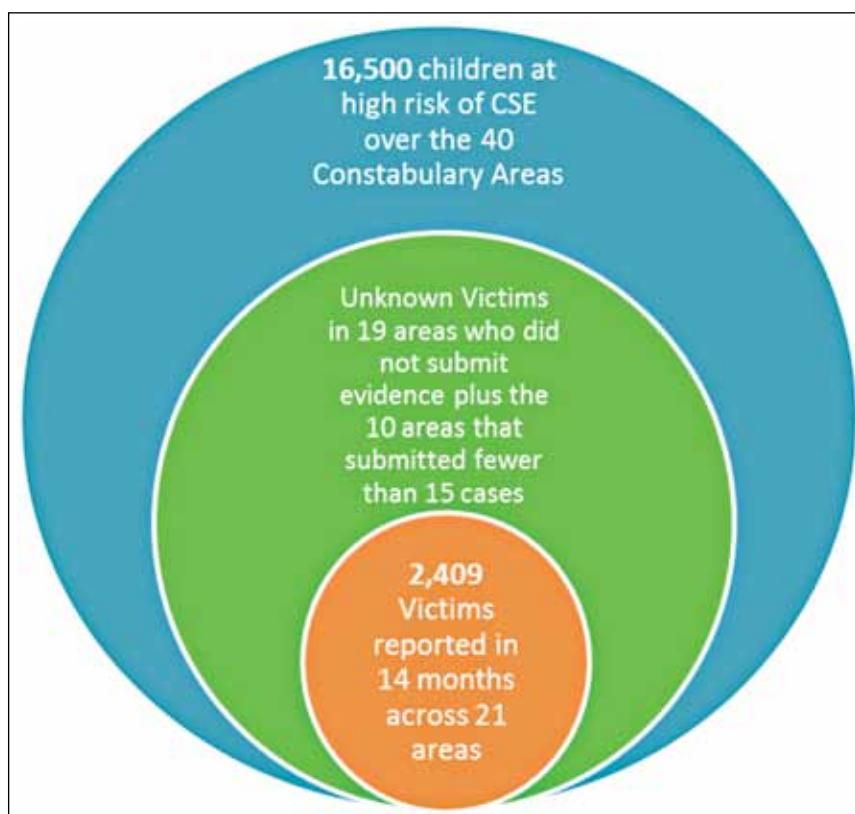 16,500 children at
high risk of CSE
over the 40
Constabulary Areas
Unknown Victims
in 19 areas who did
not submit
evidence plus the
10 areas that
submitted fewer
than 15 cases
2,409
Victims
reported in
14 months
across 21
areas